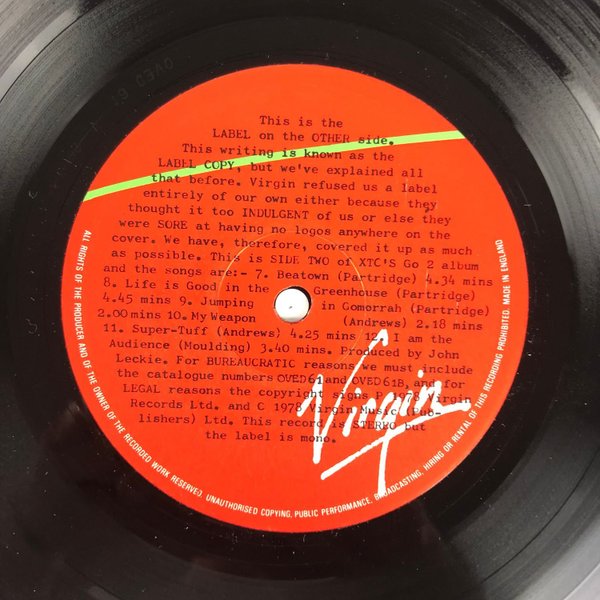 This is the
LABEL on the OTHER side.
This writing is known as the
LABEL COPY, but we've explained all
that before. Virgin refused us a label
entirely of our own either because they
thought it too INDULGENT of us or else they
were SORE at having no logos anywhere on the
cover. We have, therefore, covered it up as much
as possible. This is SIDE TWO of XTC'S Go 2 album
and the songs are:- 7. Beatown (Partridge) 4.34 mins
8. Life is Good in the Greenhouse (Partridge)
4.45 mins 9. Jumping in Gomorrah (Partridge)
2.00 mins 10. My Weapon (Andrews) 2.18 mins
11. Super-Tuff (Andrews) 4.25 mins 12. I am the
Audience (Moulding) 3.40 mins. Produced by John
Leckie. For BUREAUCRATIC reasons we must include
the catalogue numbers OVED61 and OVED 61B, and for
LEGAL reasons the copyright signs P 1978 Virgin
Records Ltd. and C 1978 Virgin Music (Pub-
lishers) Ltd. This record is STEREO but
the label is mono.
Virgin
ALL RIGHTS OF THE PRODUCER AND OF THE OWNER OF THE RECORDED WORK RESERVED. UNAUTHORISED COPYING, PUBLIC PERFORMANCE, BROADCASTING, HIRING OR RENTAL OF THIS RECORDING PROHIBITED. MADE IN ENGLAND